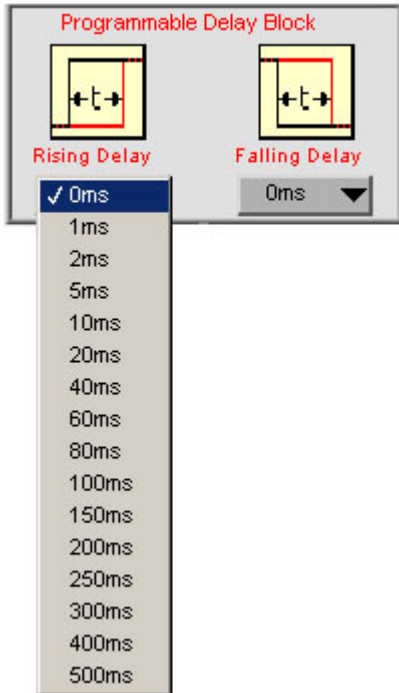 Programmable Delay Block
t t
Rising Delay Falling Delay
✓ 0ms 0ms
1ms
2ms
5ms
10ms
20ms
40ms
60ms
80ms
100ms
150ms
200ms
250ms
300ms
400ms
500ms